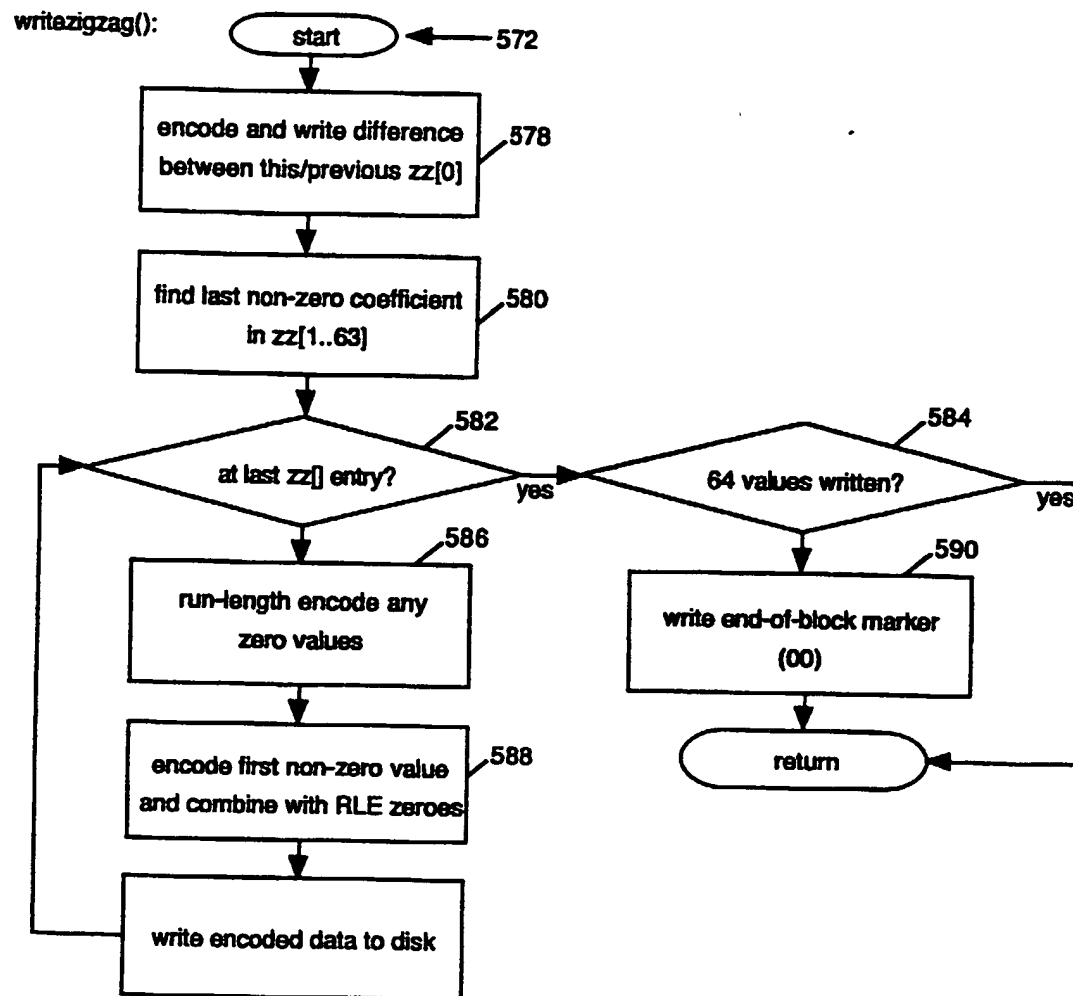 writezigzag():
start
572
encode and write difference
between this/previous zz[0]
578
find last non-zero coefficient
in zz[1..63]
580
582
at last zz[] entry?
yes
584
64 values written?
yes
586
run-length encode any
zero values
590
write end-of-block marker
(00)
588
encode first non-zero value
and combine with RLE zeroes
return
write encoded data to disk